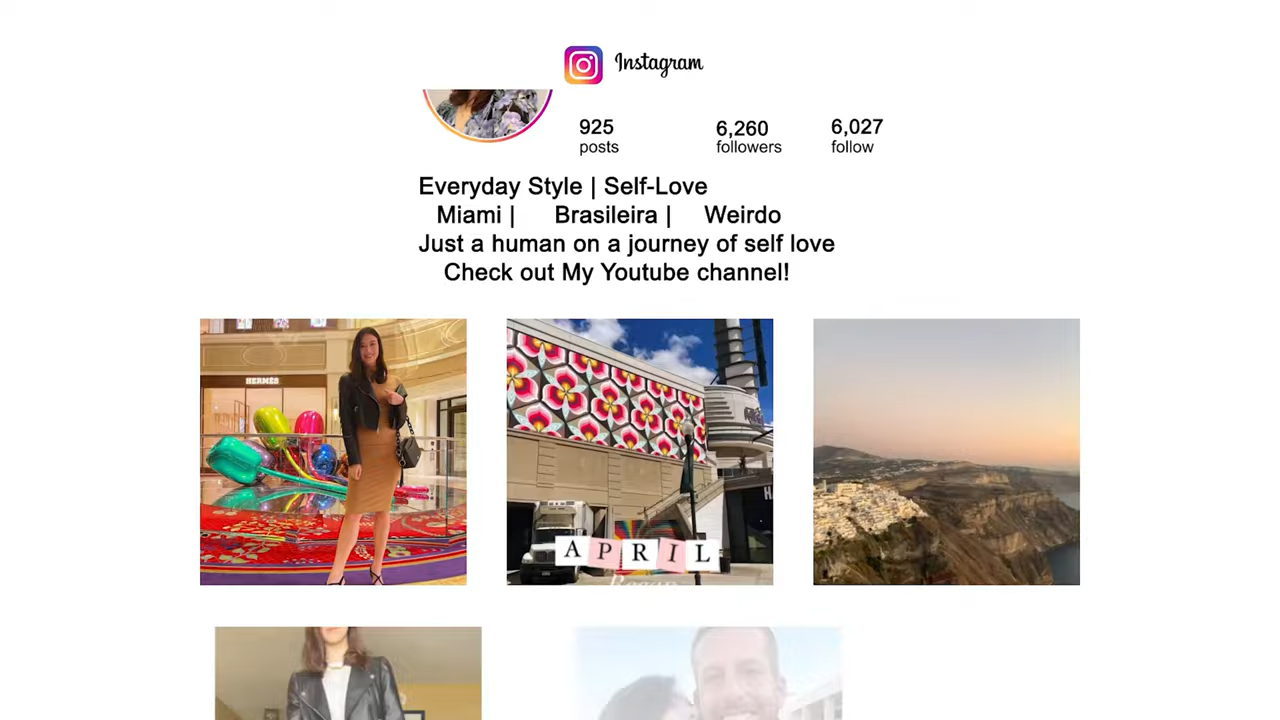 Instagram
925 6,260 6,027
posts followers follow
Everyday Style | Self-Love
Miami | Brasileira | Weirdo
Just a human on a journey of self love
Check out My Youtube channel!
HERMÈS
APRIL